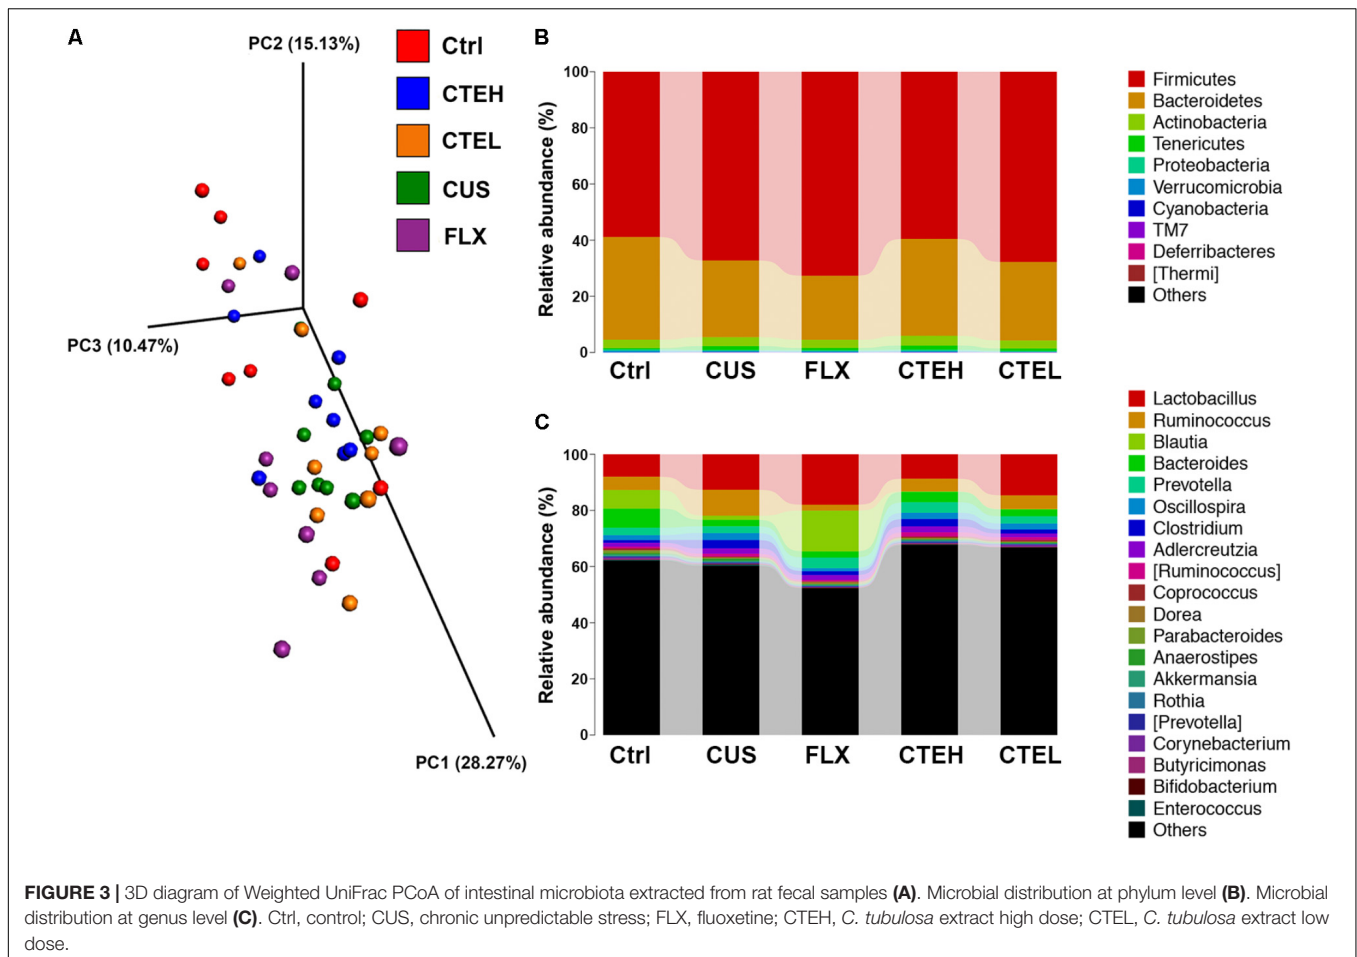 A
PC2 (15.13%)
PC3 (10.47%)
PC1 (28.27%)
Ctrl
CTEH
CTEL
CUS
FLX
B
Relative abundance (%)
100
80
60
40
20
0
Ctrl
CUS
FLX
CTEH
CTEL
Firmicutes
Bacteroidetes
Actinobacteria
Tenericutes
Proteobacteria
Verrucomicrobia
Cyanobacteria
TM7
Deferribacteres
[Thermi]
Others
C
Relative abundance (%)
100
80
60
40
20
0
Ctrl
CUS
FLX
CTEH
CTEL
Lactobacillus
Ruminococcus
Blautia
Bacteroides
Prevotella
Oscillospira
Clostridium
Adlercreutzia
[Ruminococcus]
Coprococcus
Dorea
Parabacteroides
Anaerostipes
Akkermansia
Rothia
[Prevotella]
Corynebacterium
Butyricimonas
Bifidobacterium
Enterococcus
Others
FIGURE 3 | 3D diagram of Weighted UniFrac PCoA of intestinal microbiota extracted from rat fecal samples (A). Microbial distribution at phylum level (B). Microbial
distribution at genus level (C). Ctrl, control; CUS, chronic unpredictable stress; FLX, fluoxetine; CTEH, C. tubulosa extract high dose; CTEL, C. tubulosa extract low
dose.